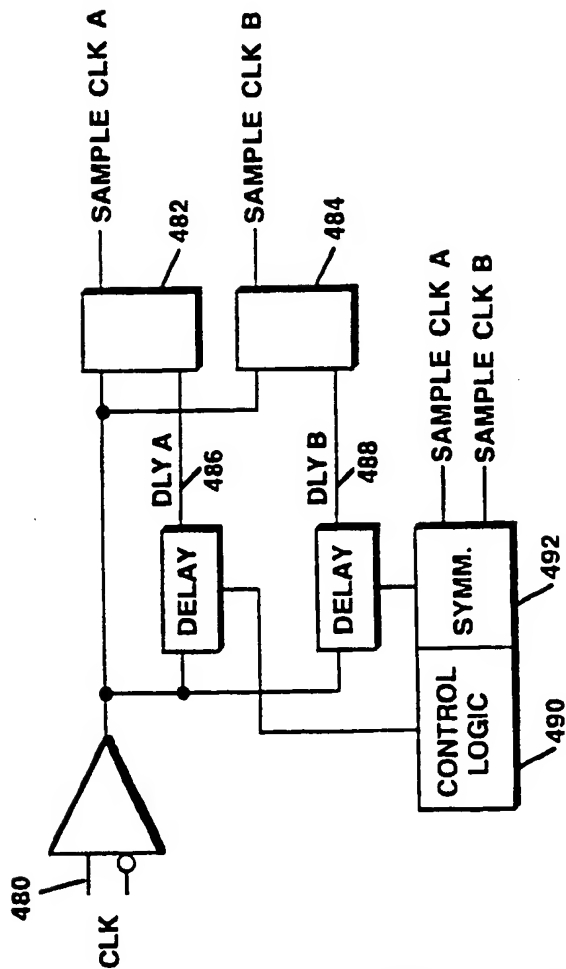 480
CLK
SAMPLE CLK A
482
SAMPLE CLK B
484
DLY A
486
DELAY
DLY B
488
DELAY
CONTROL
LOGIC
490
SYMM.
492
SAMPLE CLK A
SAMPLE CLK B